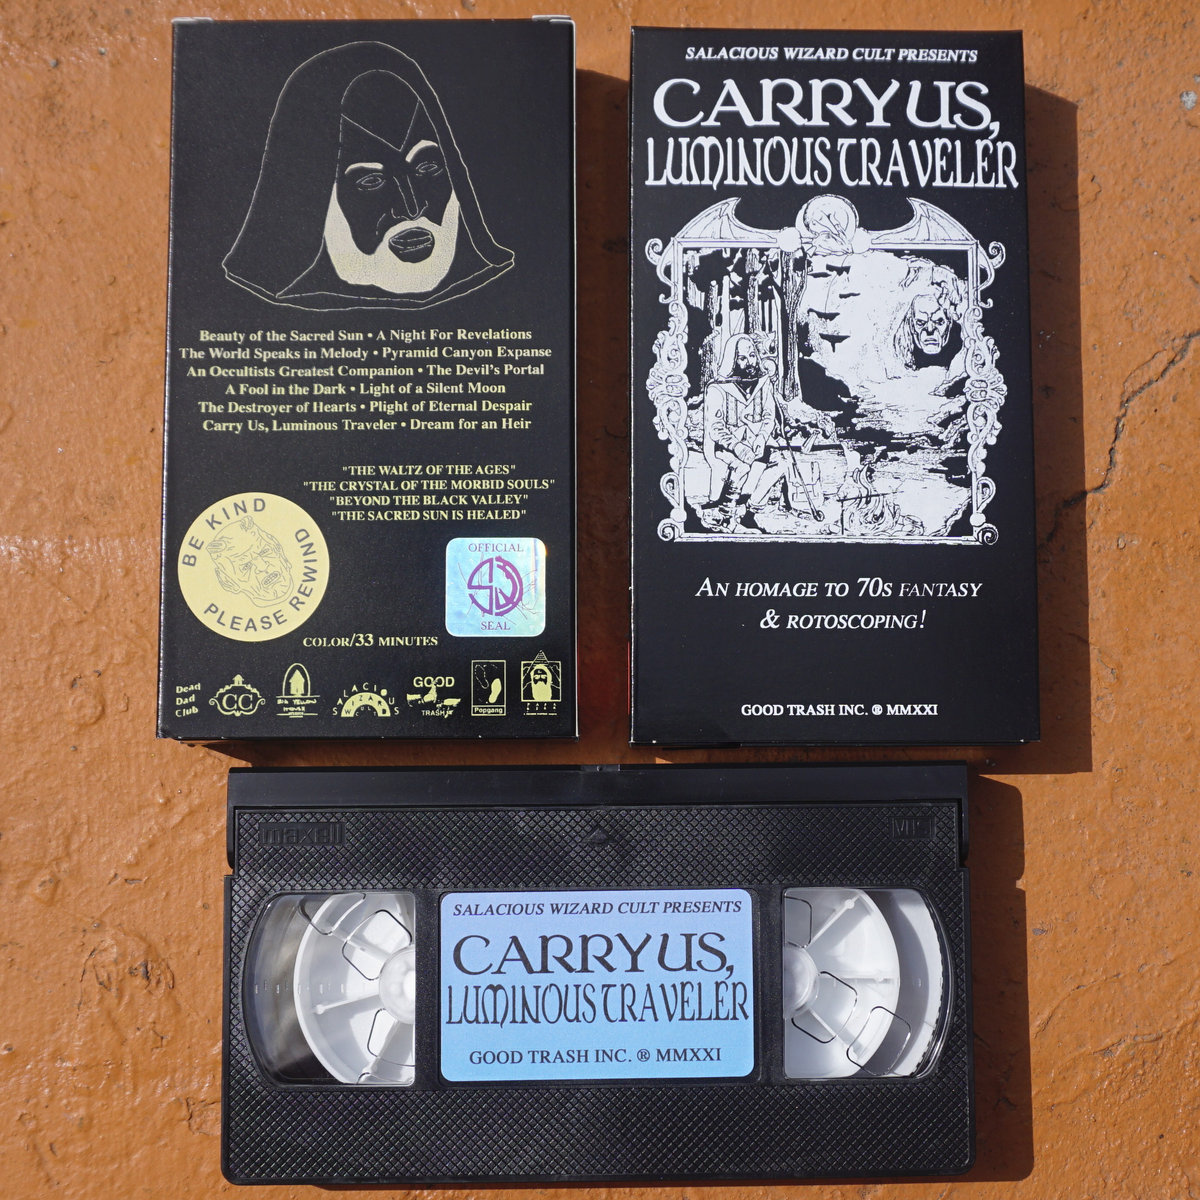 Beauty of the Sacred Sun • A Night For Revelations
The World Speaks in Melody • Pyramid Canyon Expanse
An Occultists Greatest Companion • The Devil's Portal
A Fool in the Dark • Light of a Silent Moon
The Destroyer of Hearts • Plight of Eternal Despair
Carry Us, Luminous Traveler • Dream for an Heir
"THE WALTZ OF THE AGES"
"THE CRYSTAL OF THE MORBID SOULS"
"BEYOND THE BLACK VALLEY"
"THE SACRED SUN IS HEALED"
BE KIND
PLEASE REWIND
OFFICIAL
SEAL
COLOR/33 MINUTES
Dead
Dad
Club
CC
BIG YELLOW
HOUSE
SALACIOUS
WIZARD
CULT
GOOD
TRASH
Popgang
SALACIOUS WIZARD CULT PRESENTS
CARRY US,
LUMINOUS TRAVELER
AN HOMAGE TO 70S FANTASY
& ROTOSCOPING!
GOOD TRASH INC. ® MMXXI
maxell
VHS
SALACIOUS WIZARD CULT PRESENTS
CARRY US,
LUMINOUS TRAVELER
GOOD TRASH INC. ® MMXXI